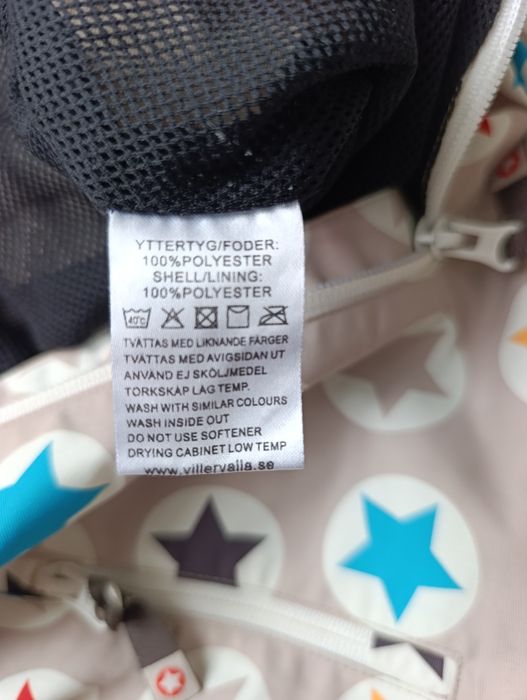 YTTERTYG/FODER:
100%POLYESTER
SHELL/LINING:
100%POLYESTER
40°C
TVÄTTAS MED LIKNANDE FÄRGER
TVÄTTAS MED AVIGSIDAN UT
ANVÄND EJ SKÖLJMEDEL
TORKSKÅP LÅG TEMP.
WASH WITH SIMILAR COLOURS
WASH INSIDE OUT
DO NOT USE SOFTENER
DRYING CABINET LOW TEMP
www.villervalla.se